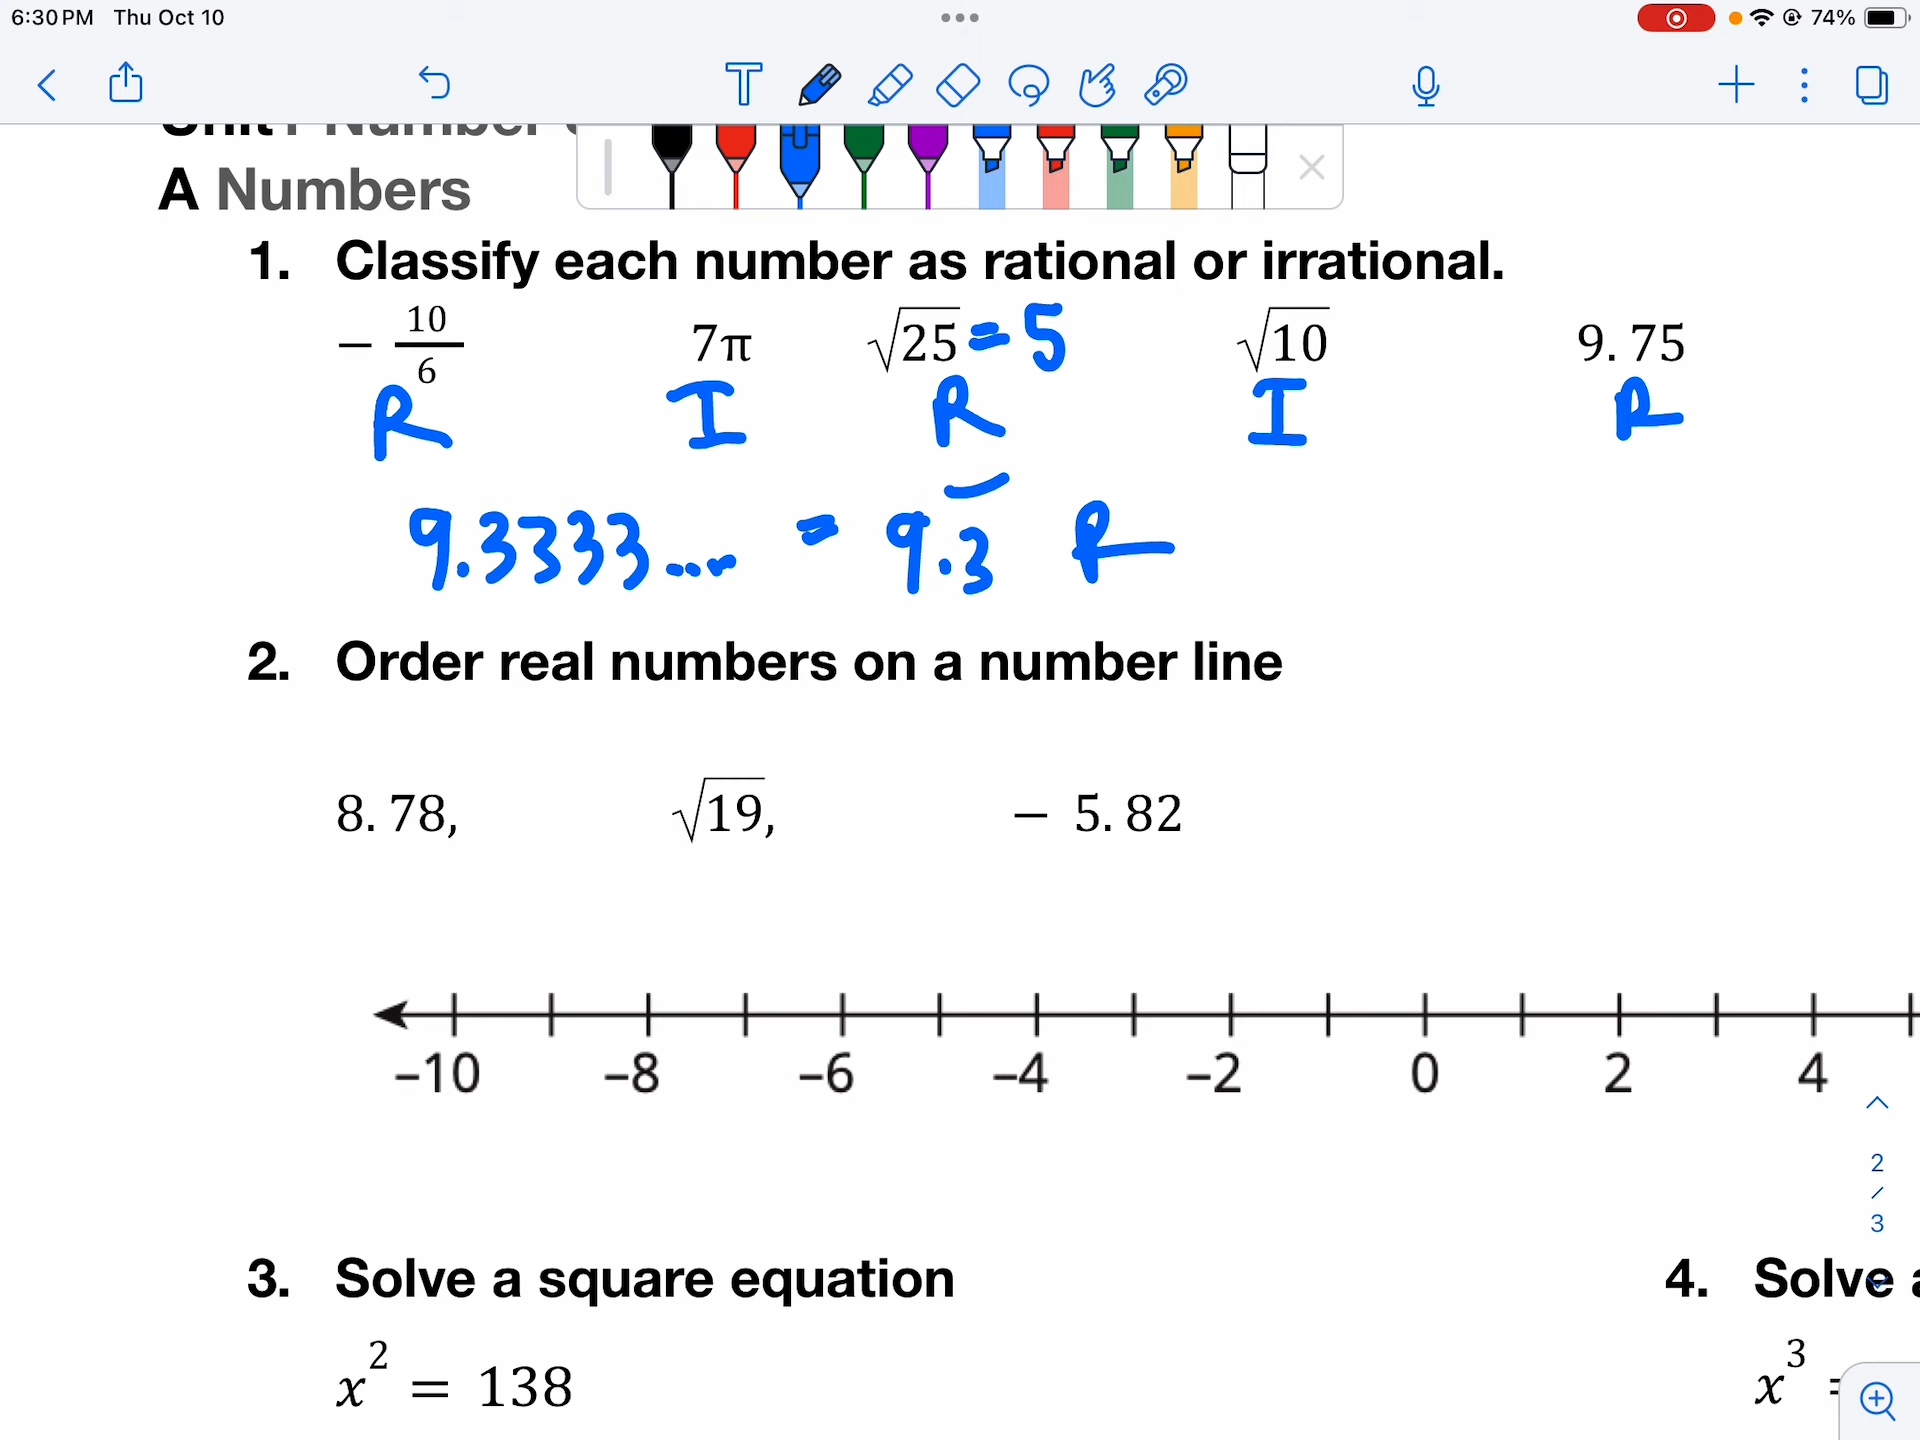 6:30 PM Thu Oct 10
74%
A Numbers
1. Classify each number as rational or irrational.
− 10/6 7π √25 = 5 √10 9.75
R I R I R
9.3333.... = 9.3̅ R
2. Order real numbers on a number line
8.78, √19, − 5.82
−10 −8 −6 −4 −2 0 2 4
2 / 3
3. Solve a square equation
4. Solve
x² = 138
x³